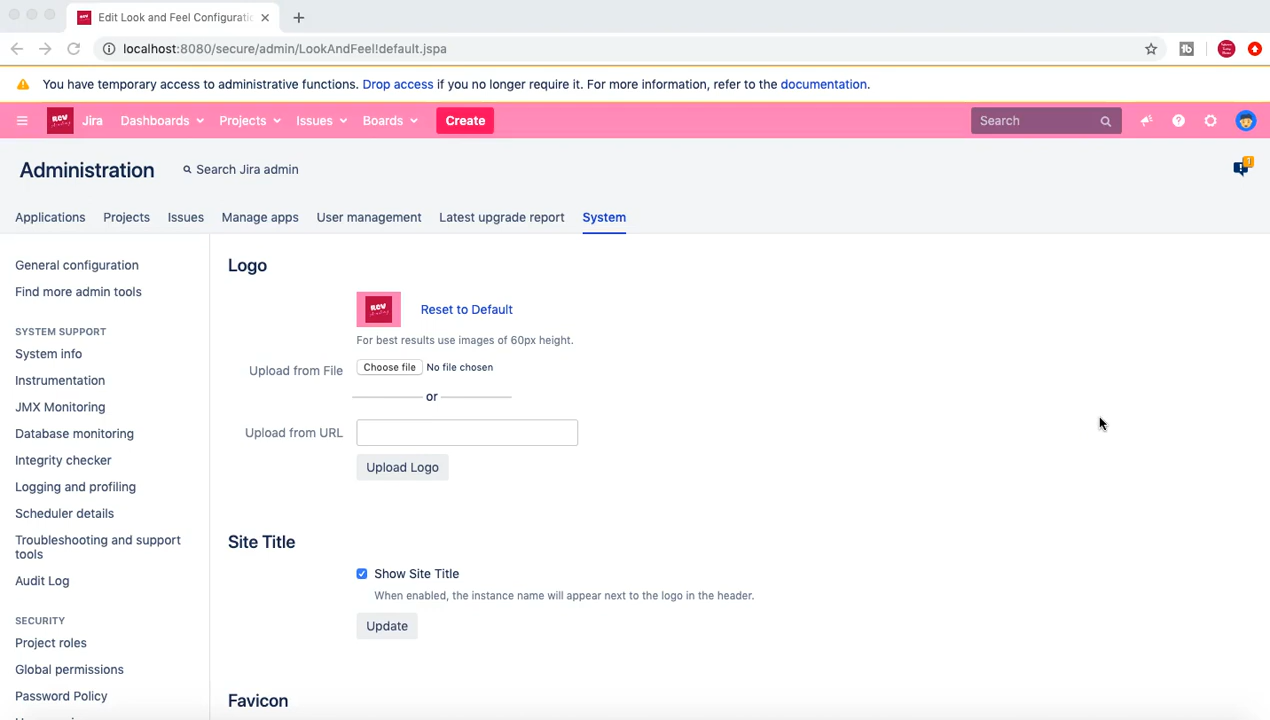 Edit Look and Feel Configuratic
localhost:8080/secure/admin/LookAndFeel!default.jspa
You have temporary access to administrative functions. Drop access if you no longer require it. For more information, refer to the documentation.
Jira Dashboards Projects Issues Boards Create Search
Administration Search Jira admin
Applications Projects Issues Manage apps User management Latest upgrade report System
General configuration
Find more admin tools
SYSTEM SUPPORT
System info
Instrumentation
JMX Monitoring
Database monitoring
Integrity checker
Logging and profiling
Scheduler details
Troubleshooting and support
tools
Audit Log
SECURITY
Project roles
Global permissions
Password Policy
Logo
Rcv
Reset to Default
For best results use images of 60px height.
Upload from File Choose file No file chosen
or
Upload from URL
Upload Logo
Site Title
Show Site Title
When enabled, the instance name will appear next to the logo in the header.
Update
Favicon